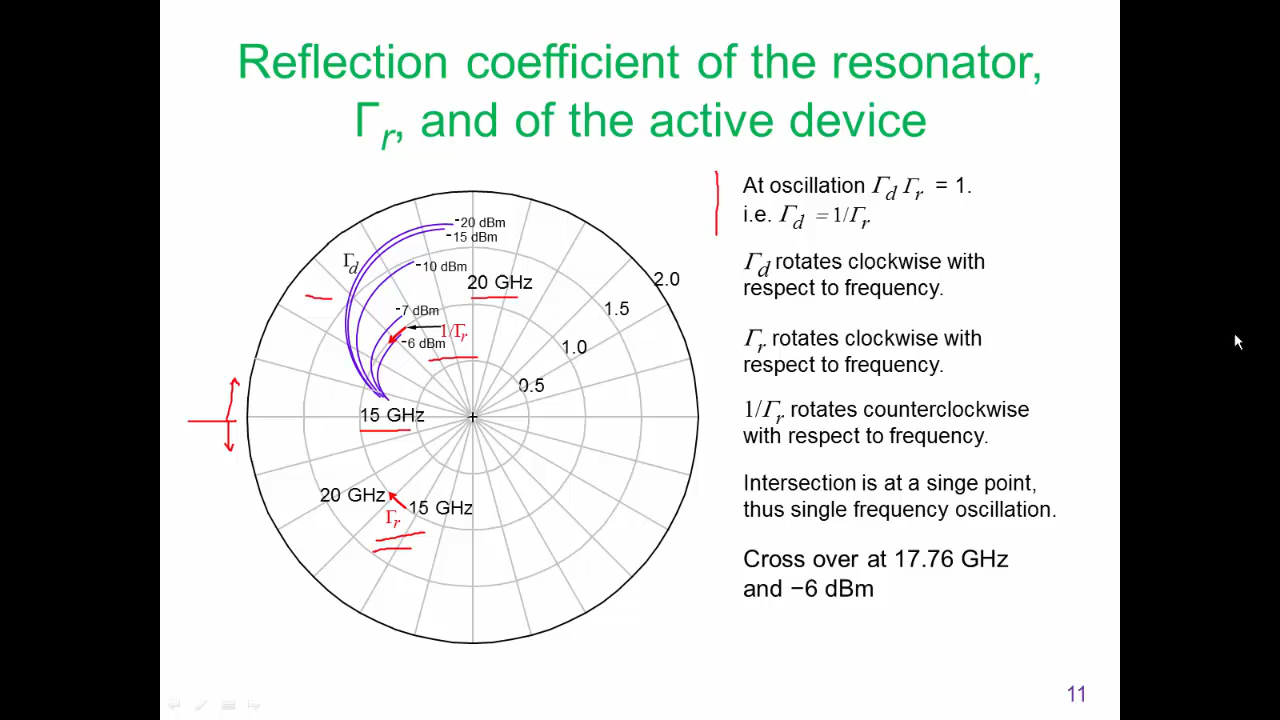 Reflection coefficient of the resonator,
Γr, and of the active device
-20 dBm
-15 dBm
Γd
-10 dBm
20 GHz
2.0
-7 dBm
1.5
1/Γr
-6 dBm
1.0
0.5
15 GHz
20 GHz
15 GHz
Γr
At oscillation Γd Γr = 1.
i.e. Γd = 1/Γr
Γd rotates clockwise with
respect to frequency.
Γr rotates clockwise with
respect to frequency.
1/Γr rotates counterclockwise
with respect to frequency.
Intersection is at a singe point,
thus single frequency oscillation.
Cross over at 17.76 GHz
and −6 dBm
11